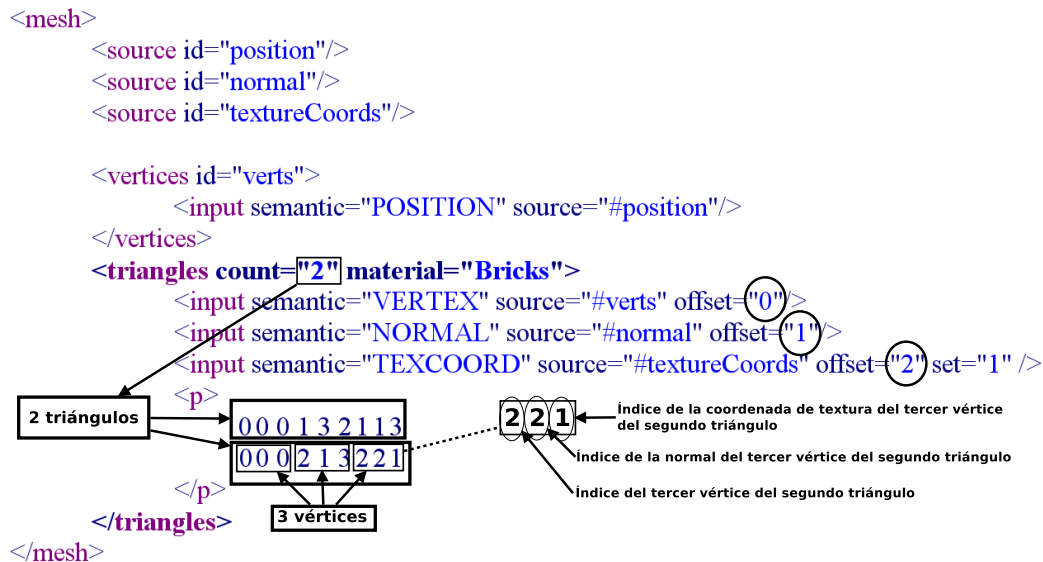 <mesh>
<source id="position"/>
<source id="normal"/>
<source id="textureCoords"/>
<vertices id="verts">
<input semantic="POSITION" source="#position"/>
</vertices>
<triangles count="2" material="Bricks">
<input semantic="VERTEX" source="#verts" offset="0"/>
<input semantic="NORMAL" source="#normal" offset="1"/>
<input semantic="TEXCOORD" source="#textureCoords" offset="2" set="1" />
<p>
2 triángulos
0 0 0 1 3 2 1 1 3
0 0 0 2 1 3 2 2 1
2 2 1
Índice de la coordenada de textura del tercer vértice
del segundo triángulo
Índice de la normal del tercer vértice del segundo triángulo
Índice del tercer vértice del segundo triángulo
</p>
3 vértices
</triangles>
</mesh>